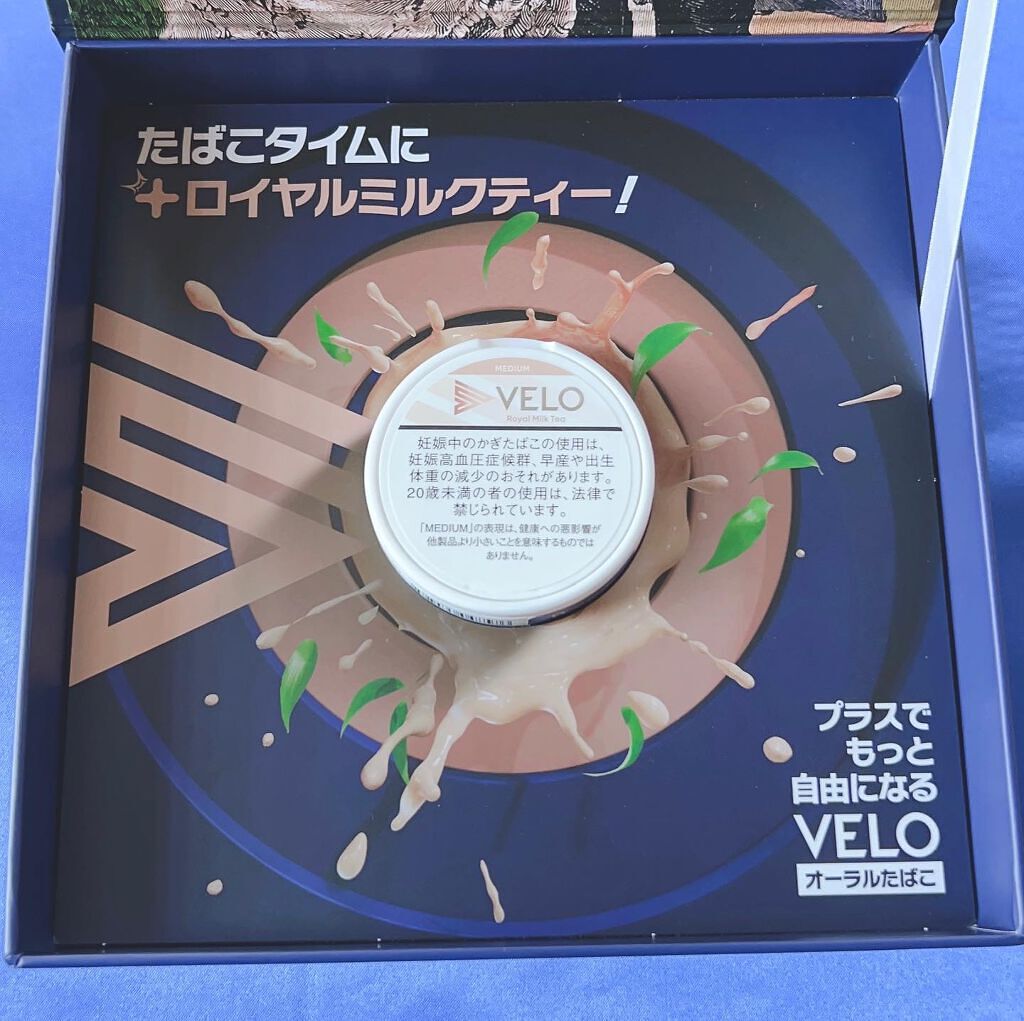 たばこタイムに
+ロイヤルミルクティー!
MEDIUM
VELO
Royal Milk Tea
妊娠中のかぎたばこの使用は、
妊娠高血圧症候群、早産や出生
体重の減少のおそれがあります。
20歳未満の者の使用は、法律で
禁じられています。
「MEDIUM」の表現は、健康への悪影響が
他製品より小さいことを意味するものでは
ありません。
プラスで
もっと
自由になる
VELO
オーラルたばこ